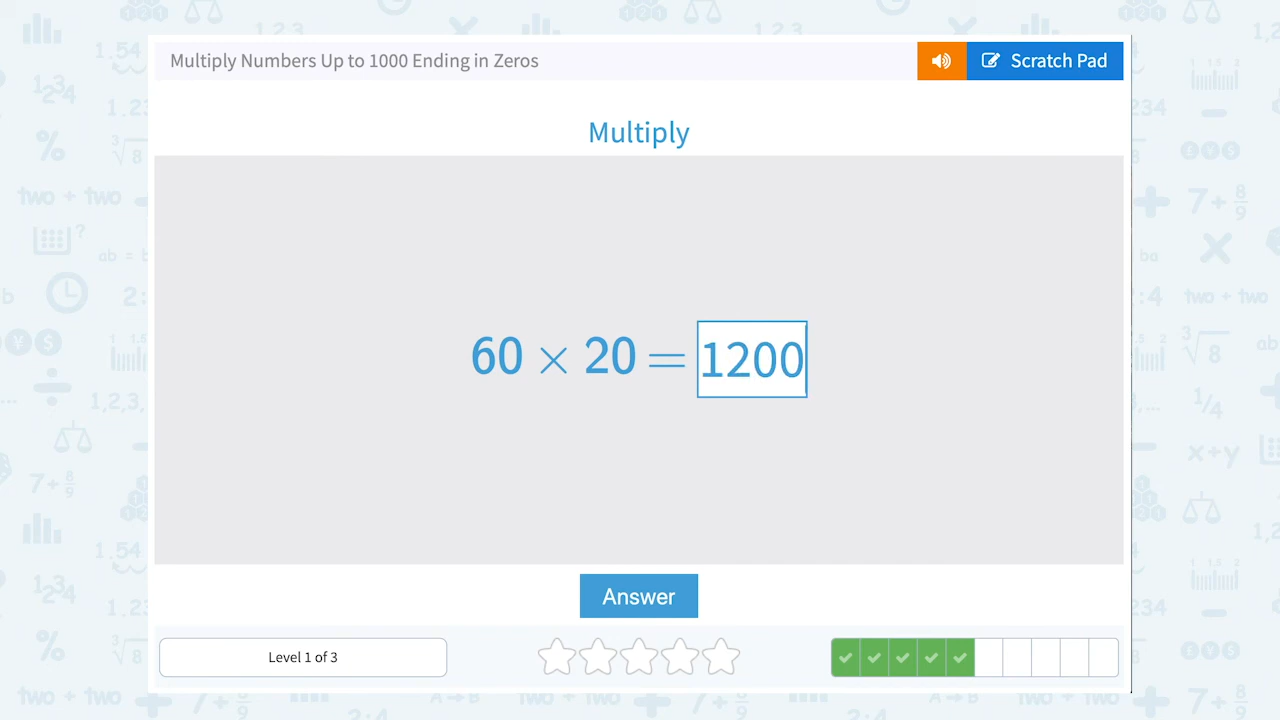 Multiply Numbers Up to 1000 Ending in Zeros
Scratch Pad
Multiply
60 × 20 = 1200
Answer
Level 1 of 3